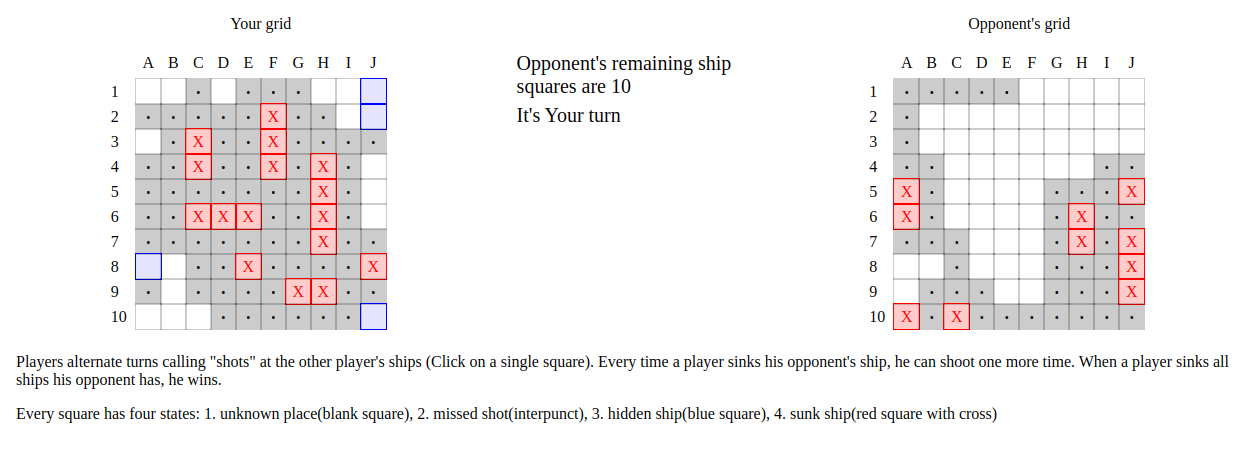 Your grid
Opponent's grid
A B C D E F G H I J
Opponent's remaining ship
squares are 10
It's Your turn
A B C D E F G H I J
1 · · · ·
2 · · · · · X · ·
3 · X · · X · · · ·
4 · · X · · X · X ·
5 · · · · · · · X ·
6 · · X X X · · X ·
7 · · · · · · · X · ·
8 · · X · · · · X
9 · · · · · X X · ·
10 · · · · · ·
1 · · · · ·
2 ·
3 ·
4 · · · ·
5 X · · · · X
6 X · · X · ·
7 · · · · X · X
8 · · · · X
9 · · · · · · X
10 X · X · · · · · · ·
Players alternate turns calling "shots" at the other player's ships (Click on a single square). Every time a player sinks his opponent's ship, he can shoot one more time. When a player sinks all
ships his opponent has, he wins.
Every square has four states: 1. unknown place(blank square), 2. missed shot(interpunct), 3. hidden ship(blue square), 4. sunk ship(red square with cross)